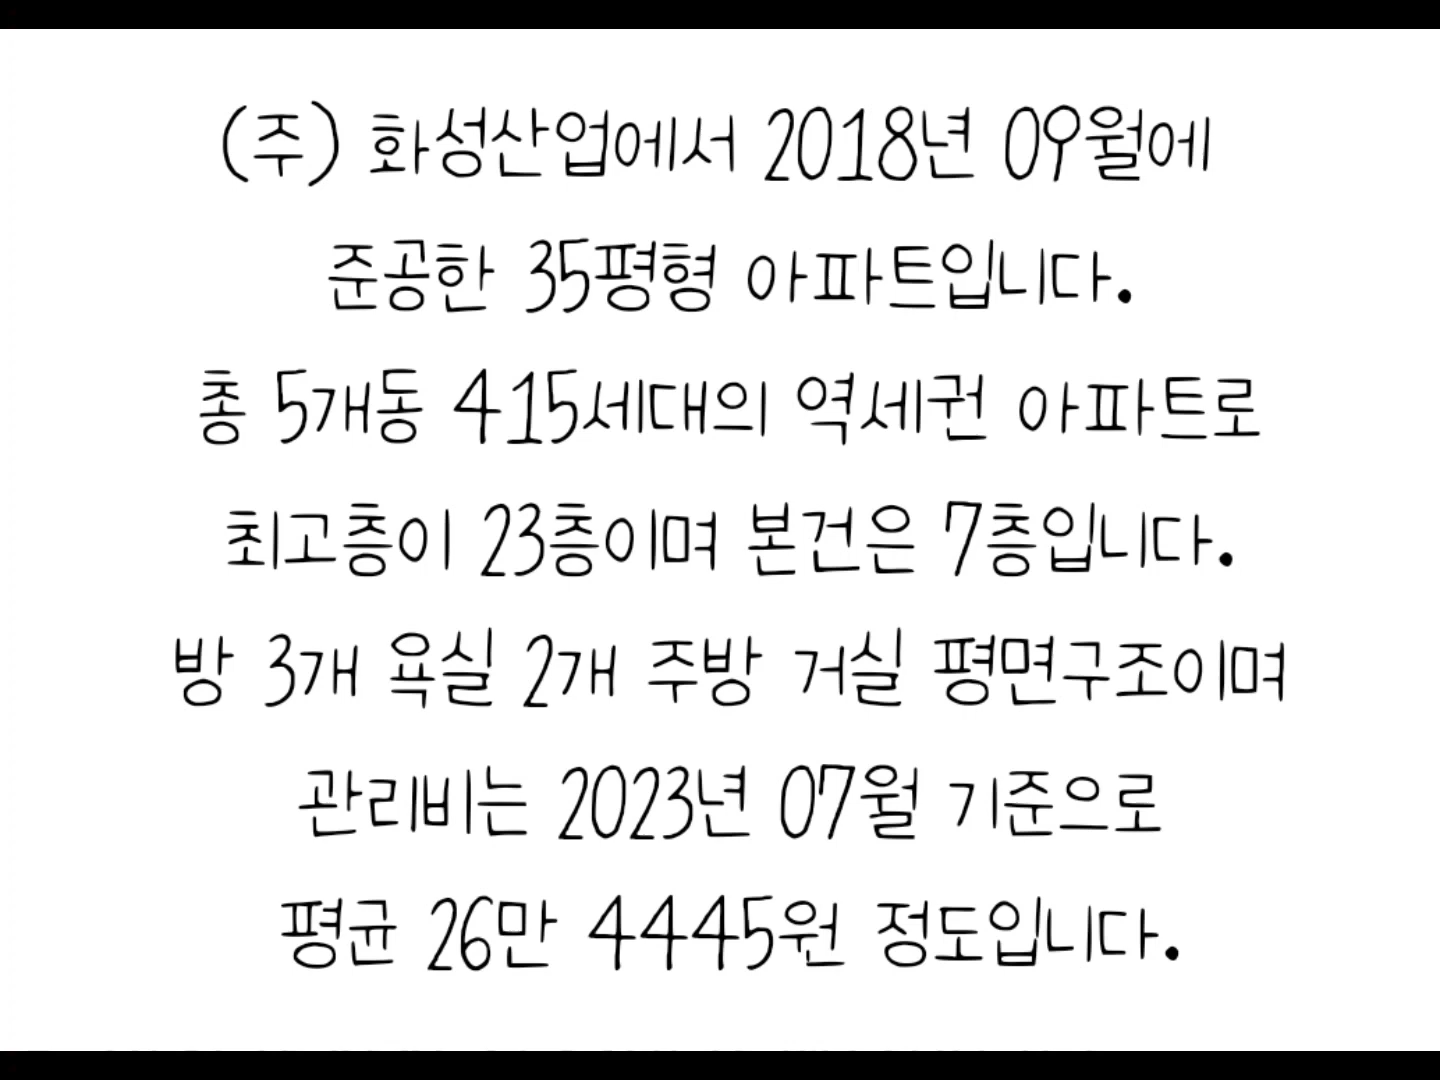 (주) 화성산업에서 2018년 09월에
준공한 35평형 아파트입니다.
총 5개동 415세대의 역세권 아파트로
최고층이 23층이며 본건은 7층입니다.
방 3개 욕실 2개 주방 거실 평면구조이며
관리비는 2023년 07월 기준으로
평균 26만 4445원 정도입니다.